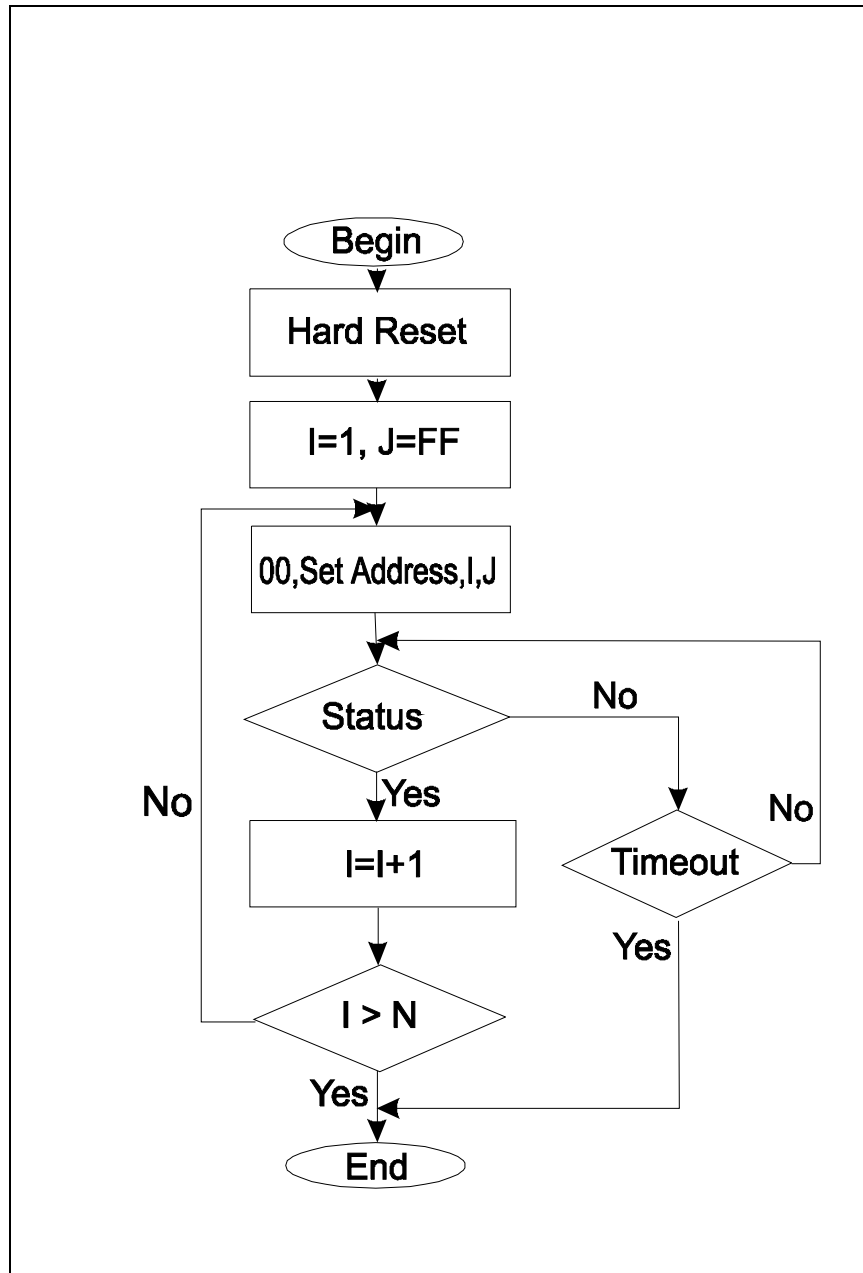 Begin
Hard Reset
I=1, J=FF
00,Set Address,I,J
Status
No
Yes
No
No
I=I+1
Timeout
Yes
I > N
Yes
End